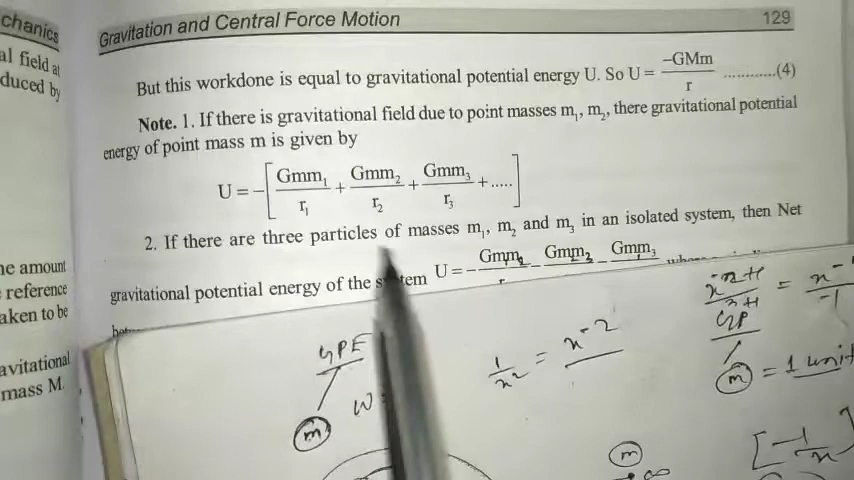 chanics
al field at
duced by
Gravitation and Central Force Motion 129
But this workdone is equal to gravitational potential energy U. So U = −GMm / r ............(4)
Note. 1. If there is gravitational field due to point masses m₁, m₂, there gravitational potential
energy of point mass m is given by
U = −[ Gmm₁ / r₁ + Gmm₂ / r₂ + Gmm₃ / r₃ + ..... ]
2. If there are three particles of masses m₁, m₂ and m₃ in an isolated system, then Net
gravitational potential energy of the system U = −
he amount
reference
aken to be
avitational
mass M.
GPE
m
W
1/x² = x⁻²
GP
m = 1 unit
m
∞
[−1/x]